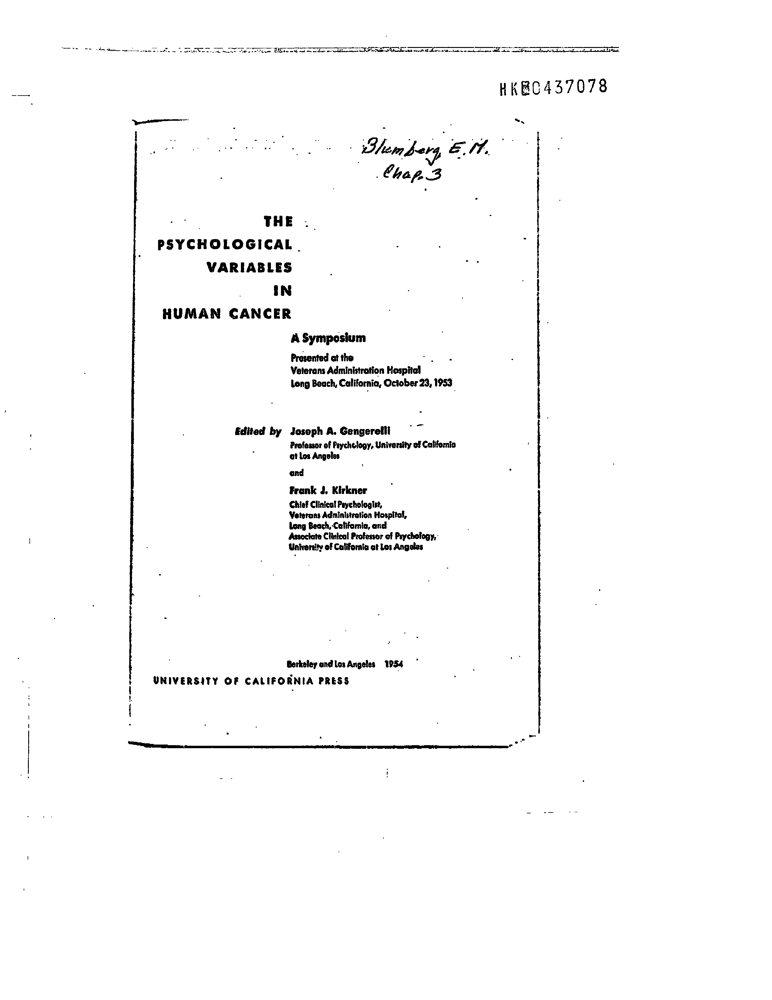 HK0437078
Blumberg, E. M.
Chap. 3
THE
PSYCHOLOGICAL
VARIABLES
IN
HUMAN CANCER
A Symposium
Presented at the
Veterans Administration Hospital
Long Beach, California, October 23, 1953
Edited by Joseph A. Gengerelli
Professor of Psychology, University of California
at Los Angeles
and
Frank J. Kirkner
Chief Clinical Psychologist,
Veterans Administration Hospital,
Long Beach, California, and
Associate Clinical Professor of Psychology,
University of California at Los Angeles
Berkeley and Los Angeles 1954
UNIVERSITY OF CALIFORNIA PRESS